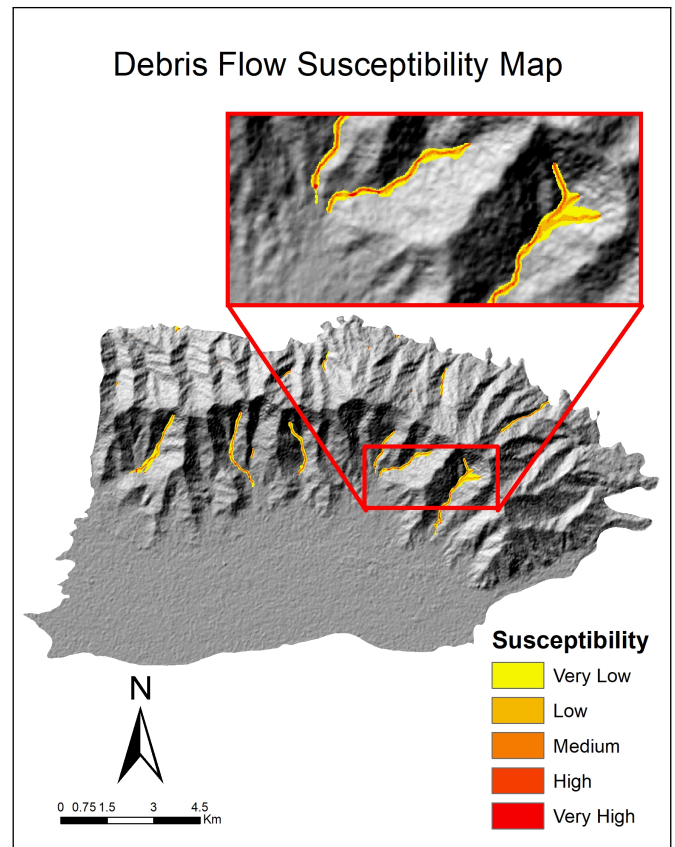 Debris Flow Susceptibility Map
Susceptibility
Very Low
Low
Medium
High
Very High
N
0 0.75 1.5 3 4.5
Km